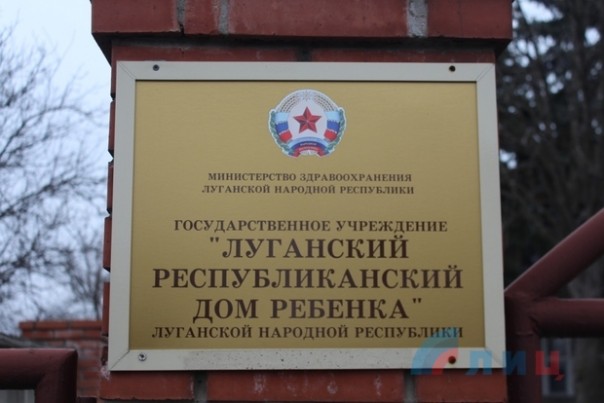 МИНИСТЕРСТВО ЗДРАВООХРАНЕНИЯ
ЛУГАНСКОЙ НАРОДНОЙ РЕСПУБЛИКИ
ГОСУДАРСТВЕННОЕ УЧРЕЖДЕНИЕ
"ЛУГАНСКИЙ
РЕСПУБЛИКАНСКИЙ
ДОМ РЕБЕНКА"
ЛУГАНСКОЙ НАРОДНОЙ РЕСПУБЛИКИ
ЛИЦ